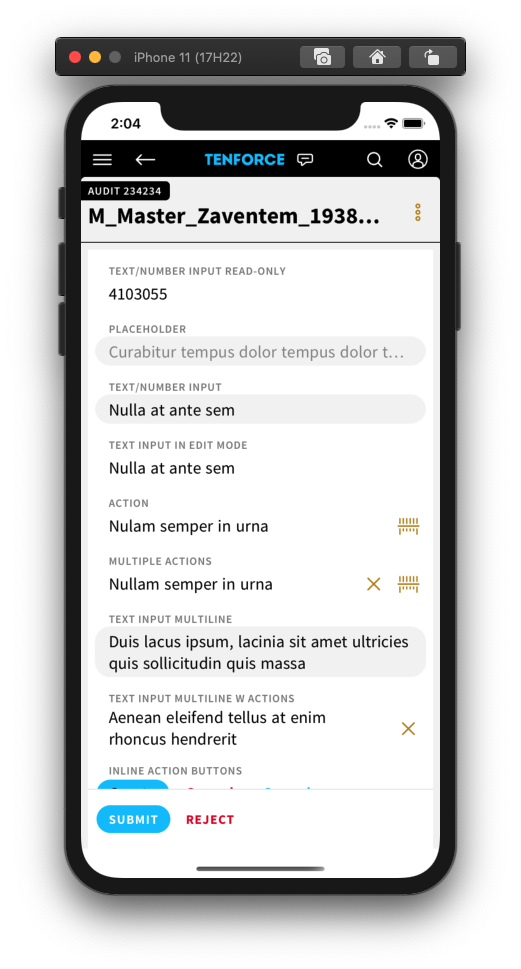 iPhone 11 (17H22)
2:04
TENFORCE
AUDIT 234234
M_Master_Zaventem_1938...
TEXT/NUMBER INPUT READ-ONLY
4103055
PLACEHOLDER
Curabitur tempus dolor tempus dolor t...
TEXT/NUMBER INPUT
Nulla at ante sem
TEXT INPUT IN EDIT MODE
Nulla at ante sem
ACTION
Nulam semper in urna
MULTIPLE ACTIONS
Nullam semper in urna
TEXT INPUT MULTILINE
Duis lacus ipsum, lacinia sit amet ultricies
quis sollicitudin quis massa
TEXT INPUT MULTILINE W ACTIONS
Aenean eleifend tellus at enim
rhoncus hendrerit
INLINE ACTION BUTTONS
SUBMIT REJECT